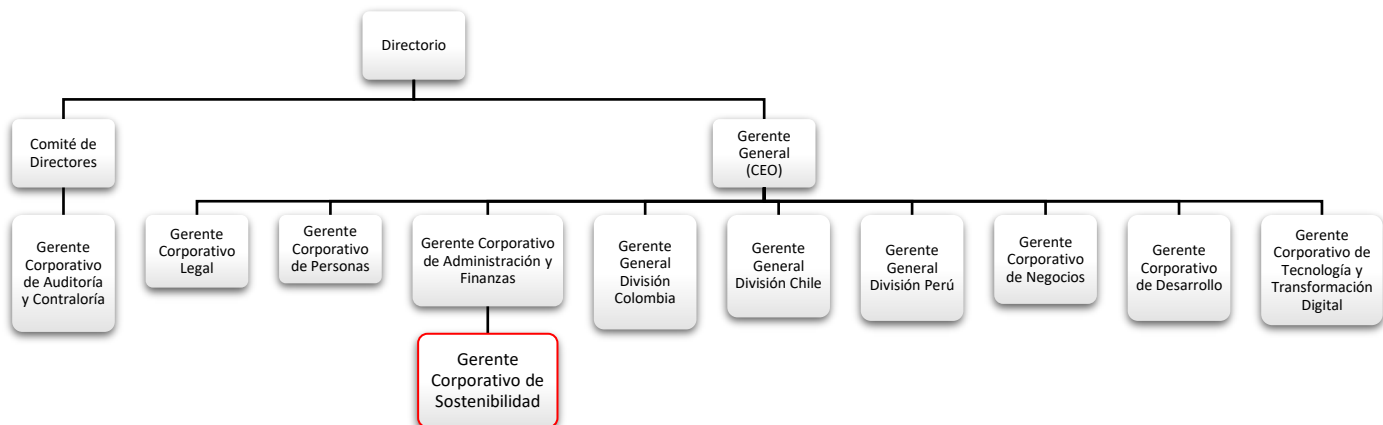 Directorio
Comité de
Directores
Gerente
General
(CEO)
Gerente
Corporativo
de Auditoría
y Contraloría
Gerente
Corporativo
Legal
Gerente
Corporativo
de Personas
Gerente Corporativo
de Administración y
Finanzas
Gerente
General
División
Colombia
Gerente
General
División Chile
Gerente
General
División Perú
Gerente
Corporativo
de Negocios
Gerente
Corporativo
de Desarrollo
Gerente
Corporativo de
Tecnología y
Transformación
Digital
Gerente
Corporativo de
Sostenibilidad